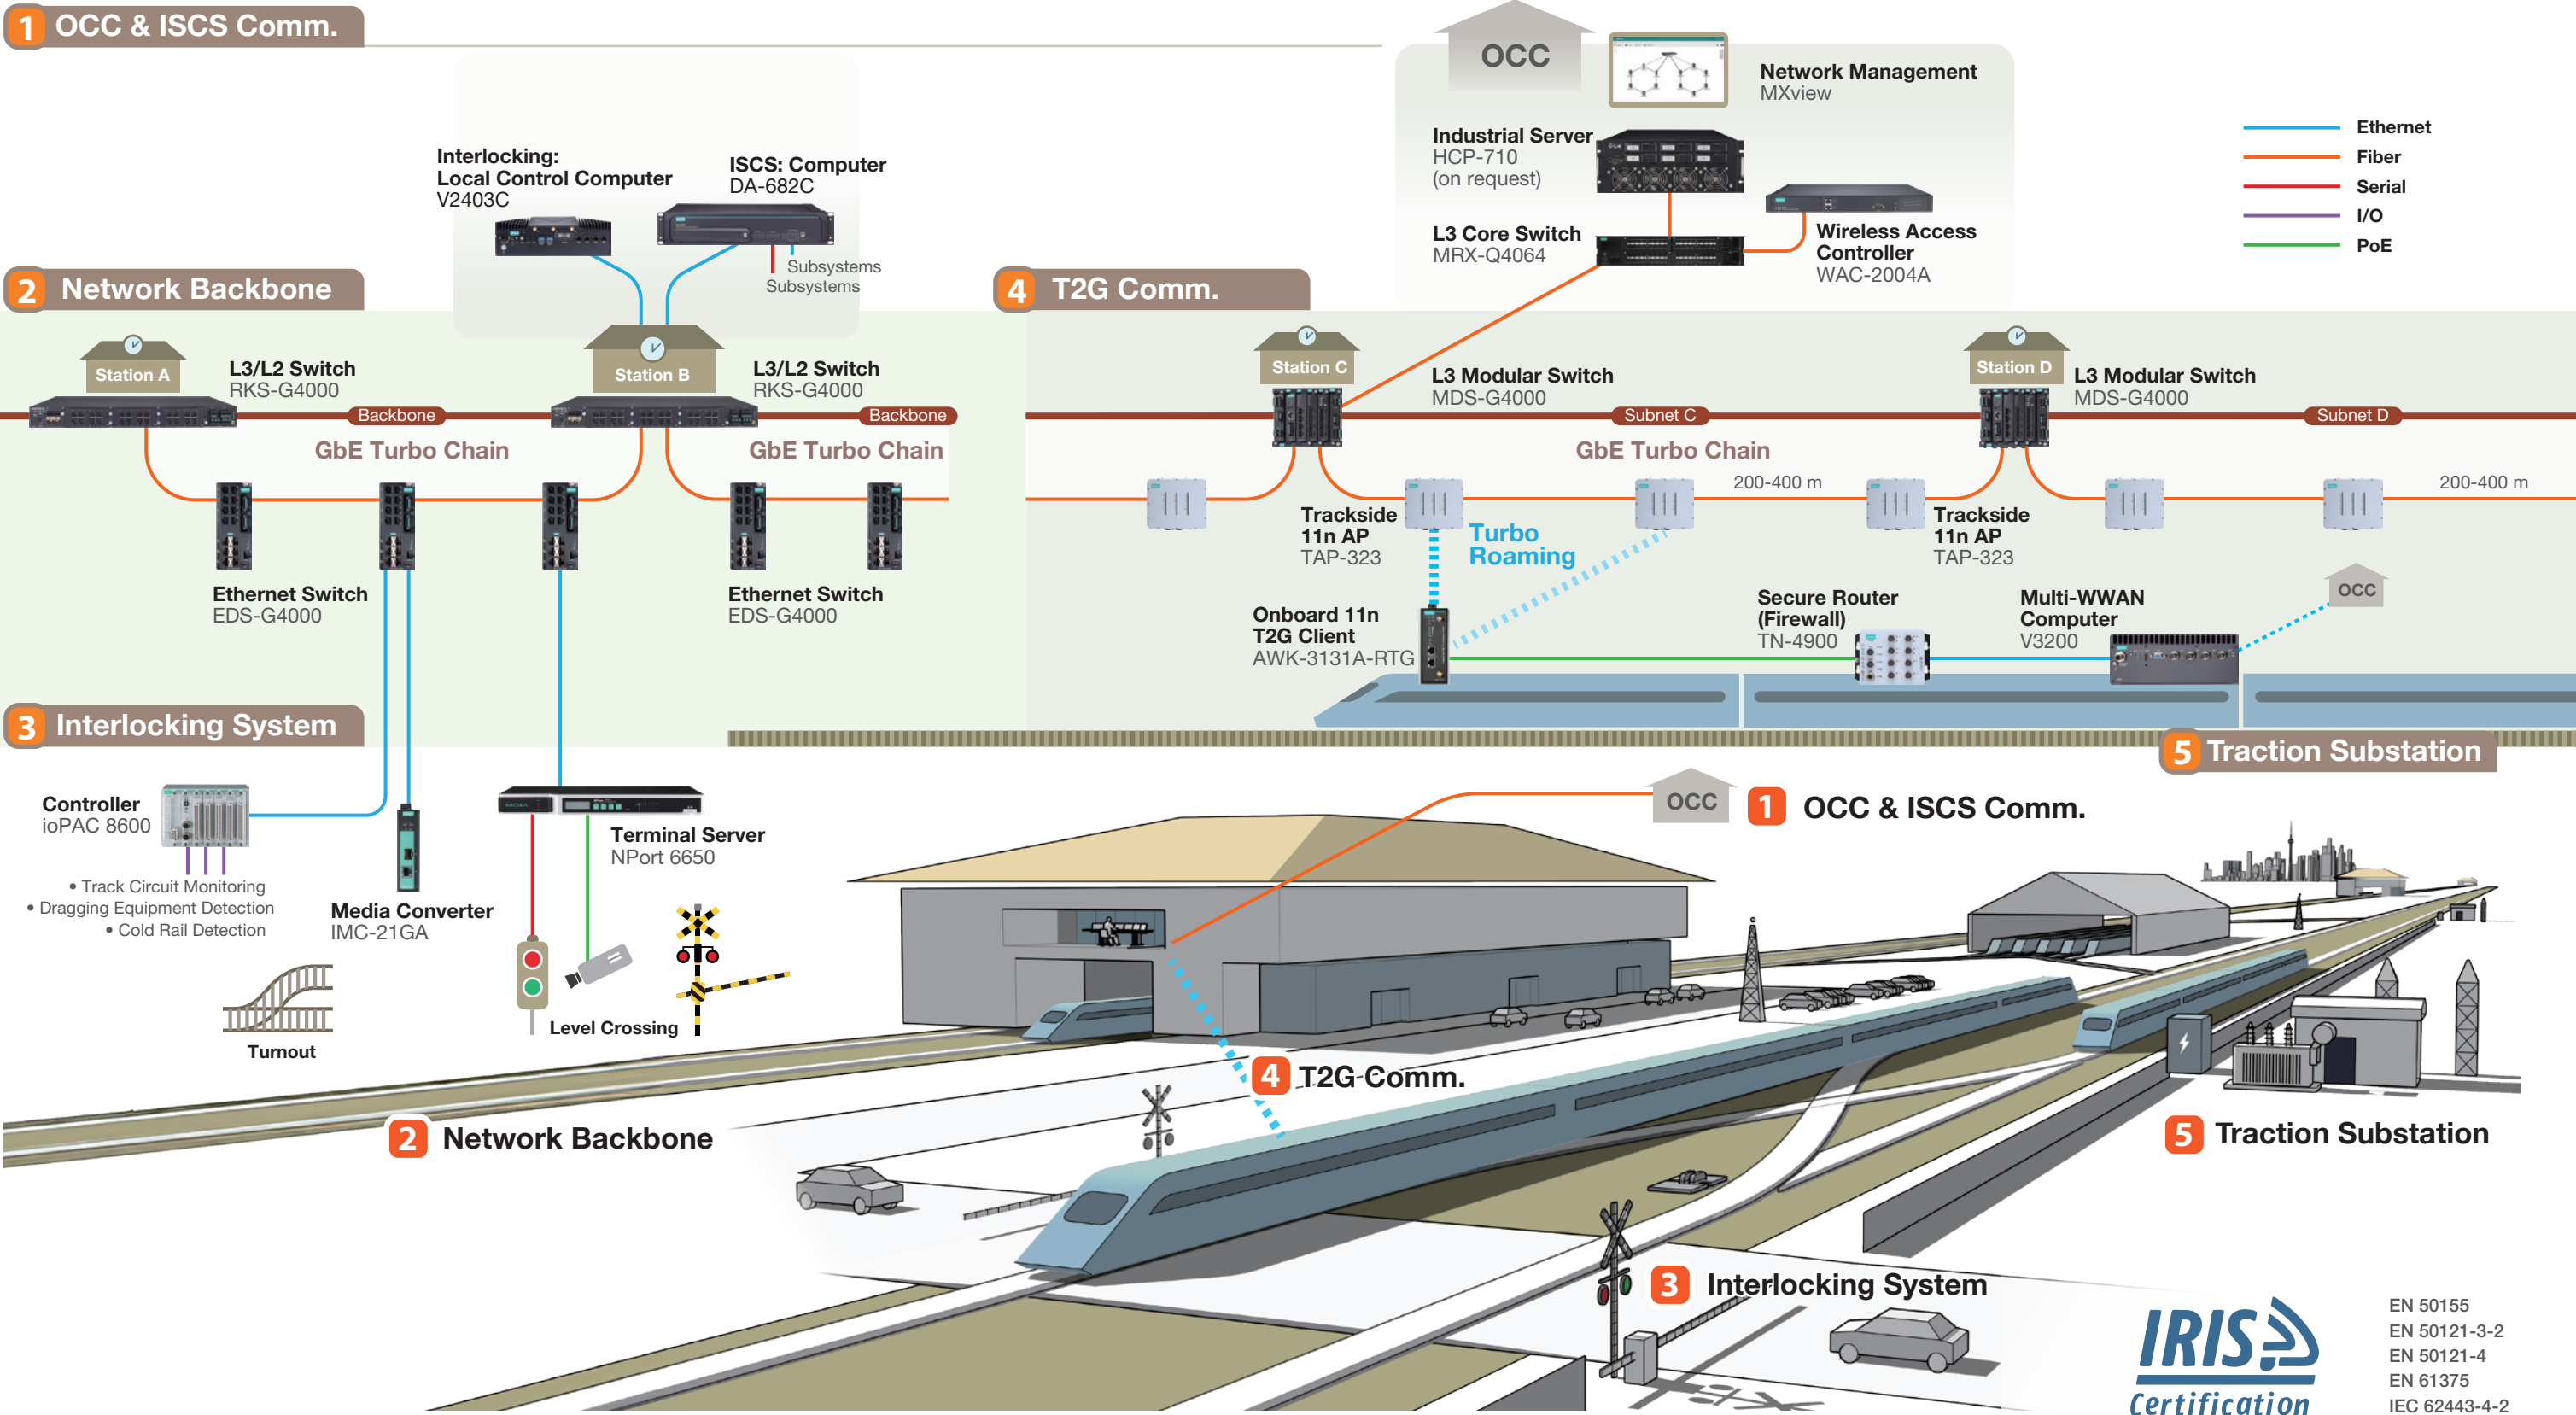 1 OCC & ISCS Comm.
OCC
Network Management
MXview
Industrial Server
HCP-710
(on request)
L3 Core Switch
MRX-Q4064
Wireless Access
Controller
WAC-2004A
Ethernet
Fiber
Serial
I/O
PoE
Interlocking:
Local Control Computer
V2403C
ISCS: Computer
DA-682C
Subsystems
Subsystems
2 Network Backbone
Station A
L3/L2 Switch
RKS-G4000
Station B
L3/L2 Switch
RKS-G4000
Backbone
Backbone
GbE Turbo Chain
GbE Turbo Chain
Ethernet Switch
EDS-G4000
Ethernet Switch
EDS-G4000
4 T2G Comm.
Station C
L3 Modular Switch
MDS-G4000
Station D
L3 Modular Switch
MDS-G4000
Subnet C
Subnet D
GbE Turbo Chain
200-400 m
200-400 m
Trackside
11n AP
TAP-323
Turbo
Roaming
Trackside
11n AP
TAP-323
Onboard 11n
T2G Client
AWK-3131A-RTG
Secure Router
(Firewall)
TN-4900
Multi-WWAN
Computer
V3200
OCC
3 Interlocking System
Controller
ioPAC 8600
• Track Circuit Monitoring
• Dragging Equipment Detection
• Cold Rail Detection
Media Converter
IMC-21GA
MOXA
Terminal Server
NPort 6650
Turnout
Level Crossing
5 Traction Substation
OCC
1 OCC & ISCS Comm.
4 T2G Comm.
2 Network Backbone
5 Traction Substation
3 Interlocking System
IRIS
Certification
EN 50155
EN 50121-3-2
EN 50121-4
EN 61375
IEC 62443-4-2